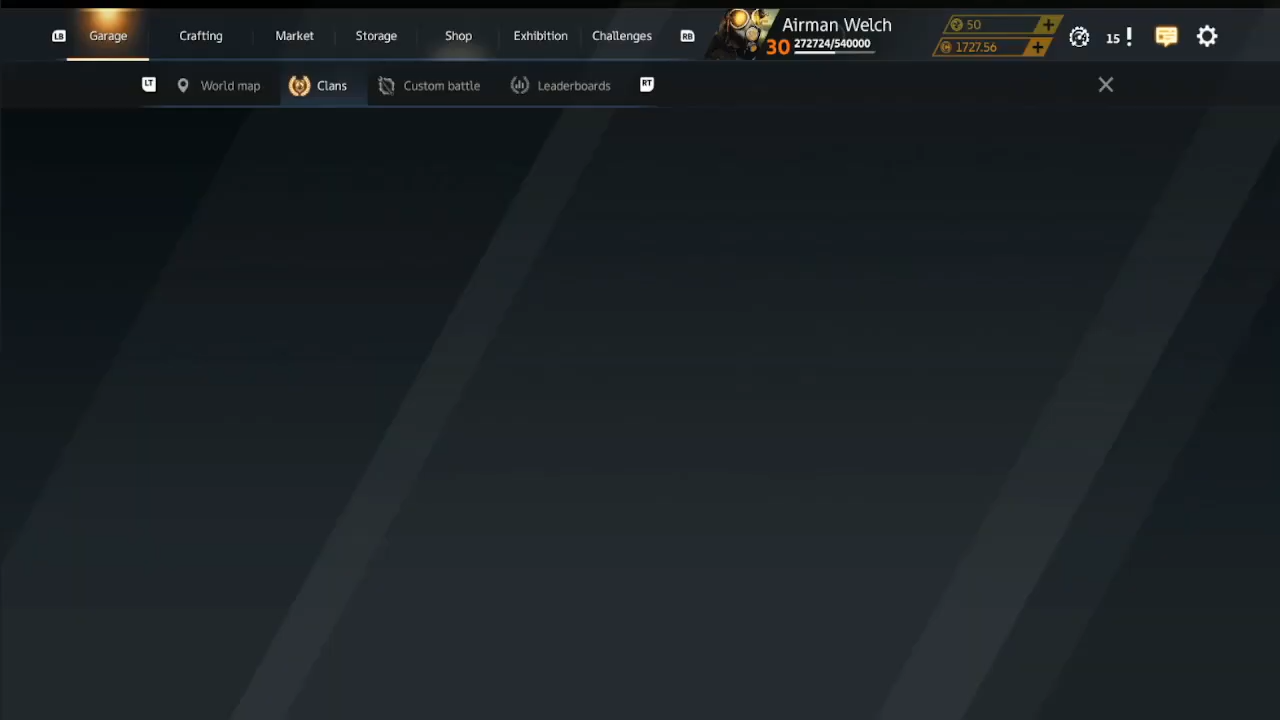 LB Garage Crafting Market Storage Shop Exhibition Challenges RB
Airman Welch
30 272724/540000
50 +
1727.56 +
15 !
LT World map Clans Custom battle Leaderboards RT